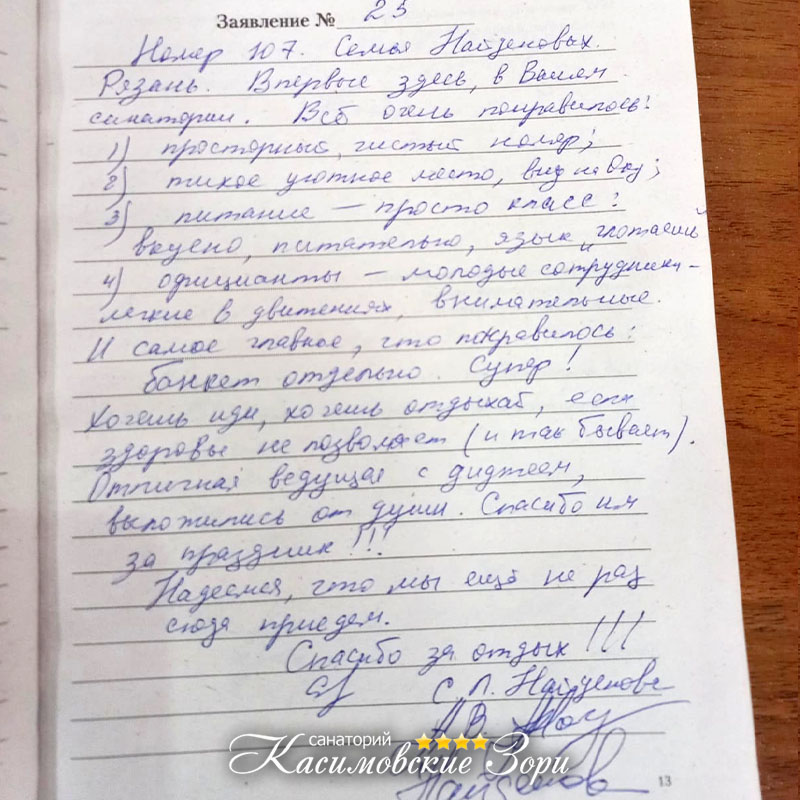 Заявление № 23
Номер 107. Семья Найденовых.
Рязань. Впервые здесь, в Вашем
санатории. Всё очень понравилось:
1) просторный, чистый номер;
2) тихое уютное место, вид на Оку;
3) питание — просто класс:
вкусно, питательно, язык „глотаеш"
4) официанты — молодые сотрудники -
легкие в движениях, внимательные.
И самое главное, что понравилось:
банкет отдельно. Супер!
Хочешь иди, хочешь отдыхай, если
здоровье не позволяет (и так бывает).
Отличная ведущая с диджеем,
выложились от души. Спасибо им
за праздник!!!
Надеемся, что мы ещё не раз
сюда приедем.
Спасибо за отдых!!!
С.Л. Найденова
А.В.
Найденов
санаторий
Касимовские Зори
13